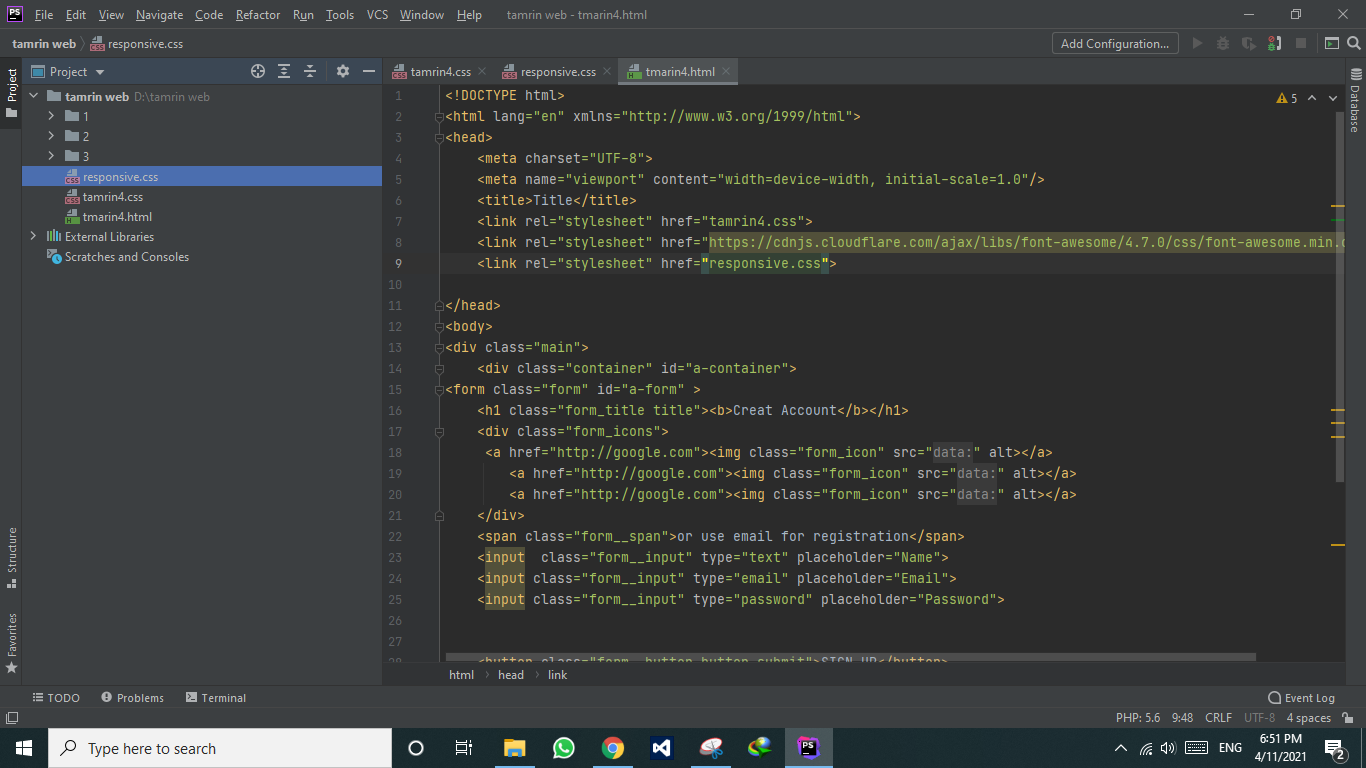 PS File Edit View Navigate Code Refactor Run Tools VCS Window Help tamrin web - tmarin4.html
tamrin web responsive.css Add Configuration...
Project
tamrin4.css responsive.css tmarin4.html
tamrin web D:\tamrin web
1
2
3
responsive.css
tamrin4.css
tmarin4.html
External Libraries
Scratches and Consoles
Project
Structure
Favorites
Database
5
1 <!DOCTYPE html>
2 <html lang="en" xmlns="http://www.w3.org/1999/html">
3 <head>
4 <meta charset="UTF-8">
5 <meta name="viewport" content="width=device-width, initial-scale=1.0"/>
6 <title>Title</title>
7 <link rel="stylesheet" href="tamrin4.css">
8 <link rel="stylesheet" href="https://cdnjs.cloudflare.com/ajax/libs/font-awesome/4.7.0/css/font-awesome.min.c
9 <link rel="stylesheet" href="responsive.css">
10
11 </head>
12 <body>
13 <div class="main">
14 <div class="container" id="a-container">
15 <form class="form" id="a-form" >
16 <h1 class="form_title title"><b>Creat Account</b></h1>
17 <div class="form_icons">
18 <a href="http://google.com"><img class="form_icon" src="data:" alt></a>
19 <a href="http://google.com"><img class="form_icon" src="data:" alt></a>
20 <a href="http://google.com"><img class="form_icon" src="data:" alt></a>
21 </div>
22 <span class="form__span">or use email for registration</span>
23 <input  class="form__input" type="text" placeholder="Name">
24 <input class="form__input" type="email" placeholder="Email">
25 <input class="form__input" type="password" placeholder="Password">
26
27
28 <button class="form__button button submit">SIGN UP</button>
html head link
TODO Problems Terminal Event Log
PHP: 5.6 9:48 CRLF UTF-8 4 spaces
Type here to search
ENG
6:51 PM
4/11/2021
2